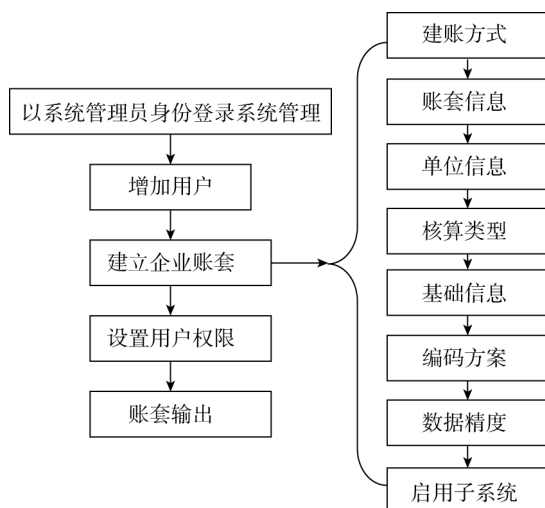 以系统管理员身份登录系统管理
增加用户
建立企业账套
设置用户权限
账套输出
建账方式
账套信息
单位信息
核算类型
基础信息
编码方案
数据精度
启用子系统